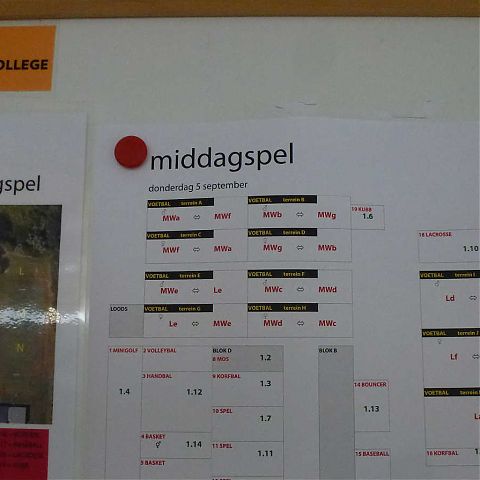 OLLEGE
gspel
middagspel
donderdag 5 september
VOETBAL terrein A
MWa ⇔ MWf
VOETBAL terrein B
MWb ⇔ MWg
19 KUBB
1.6
VOETBAL terrein C
MWf ⇔ MWa
VOETBAL terrein D
MWg ⇔ MWb
18 LACROSSE
1.10
VOETBAL terrein E
MWe ⇔ Le
VOETBAL terrein F
MWc ⇔ MWd
VOETBAL terrein I
Ld ⇔
LOODS
VOETBAL terrein G
Le ⇔ MWe
VOETBAL terrein H
MWd ⇔ MWc
VOETBAL terrein
Lf ⇔
1 MINIGOLF
1.4
2 VOLLEYBAL
BLOK D
8 MOS
1.2
BLOK B
3 HANDBAL
1.12
9 KORFBAL
1.3
14 BOUNCER
1.13
VOETBAL
10 SPEL
1.7
4 BASKET
1.14
11 SPEL
1.11
5 BASKET
15 BASEBAL
16 KORFBAL
L
N